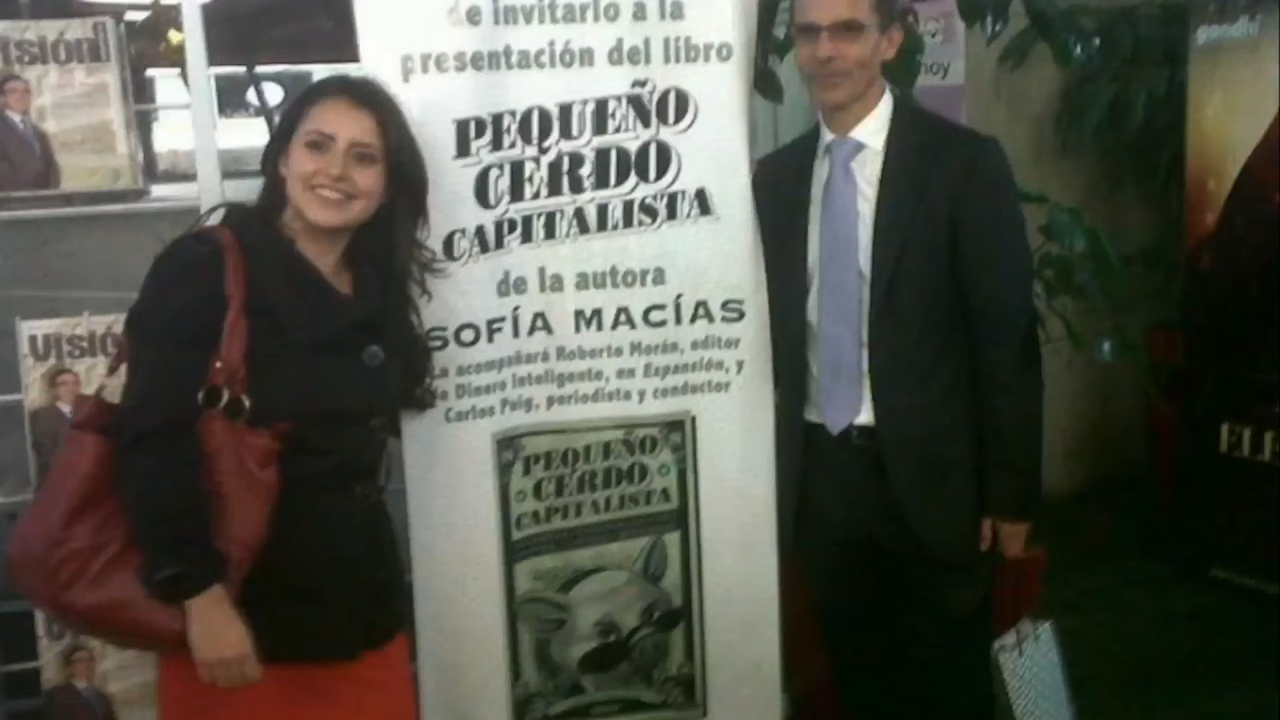 e invitarlo a la
presentación del libro
PEQUEÑO
CERDO
CAPITALISTA
de la autora
SOFÍA MACÍAS
La acompañará Roberto Morán, editor
Dinero Inteligente, en Expansión, y
Carlos Puig, periodista y conductor
PEQUEÑO
CERDO
CAPITALISTA
VISIÓN
VISIÓ
hoy
gandhi